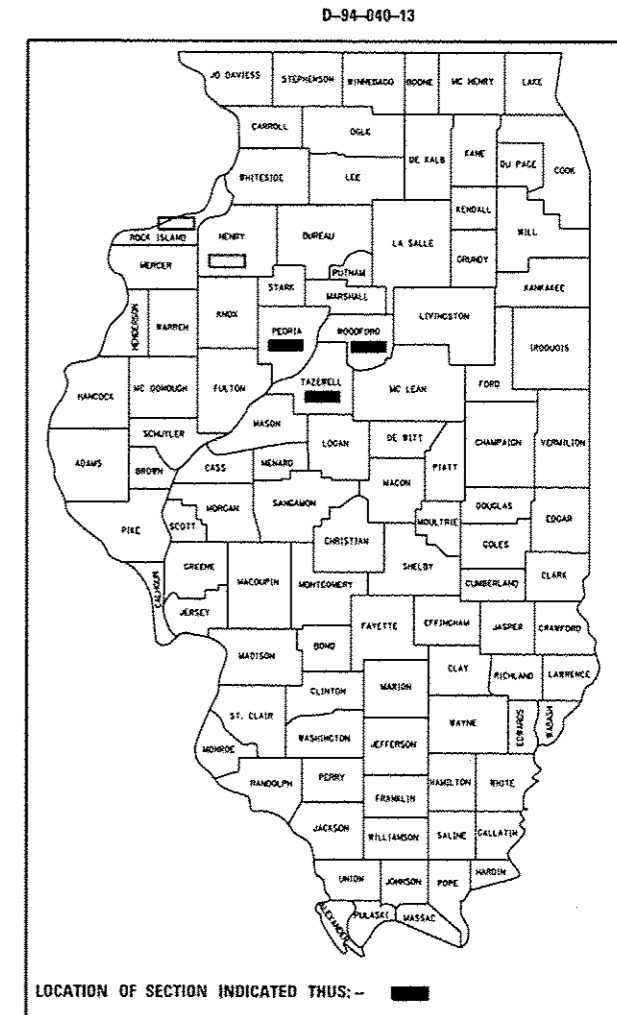 D-94-040-13
JO DAVIESS STEPHENSON WINNEBAGO BOONE MC HENRY LAKE
CARROLL OGLE
DE KALB KANE DU PAGE COOK
WHITESIDE LEE
KENDALL
ROCK ISLAND HENRY BUREAU LA SALLE GRUNDY WILL
MERCER PUTNAM
STARK MARSHALL KANKAKEE
HENDERSON WARREN KNOX PEORIA WOODFORD LIVINGSTON IROQUOIS
HANCOCK MC DONOUGH FULTON TAZEWELL MC LEAN FORD
MASON
SCHUYLER LOGAN DE WITT CHAMPAIGN VERMILION
ADAMS BROWN CASS MENARD MACON PIATT
PIKE SCOTT MORGAN SANGAMON CHRISTIAN MOULTRIE DOUGLAS EDGAR
COLES
GREENE MACOUPIN MONTGOMERY SHELBY CUMBERLAND CLARK
CALHOUN JERSEY
FAYETTE EFFINGHAM JASPER CRAWFORD
MADISON BOND
CLINTON MARION CLAY RICHLAND LAWRENCE
ST. CLAIR WASHINGTON JEFFERSON WAYNE EDWARDS WABASH
MONROE
RANDOLPH PERRY FRANKLIN HAMILTON WHITE
JACKSON WILLIAMSON SALINE GALLATIN
UNION JOHNSON POPE HARDIN
ALEXANDER PULASKI MASSAC
LOCATION OF SECTION INDICATED THUS: -